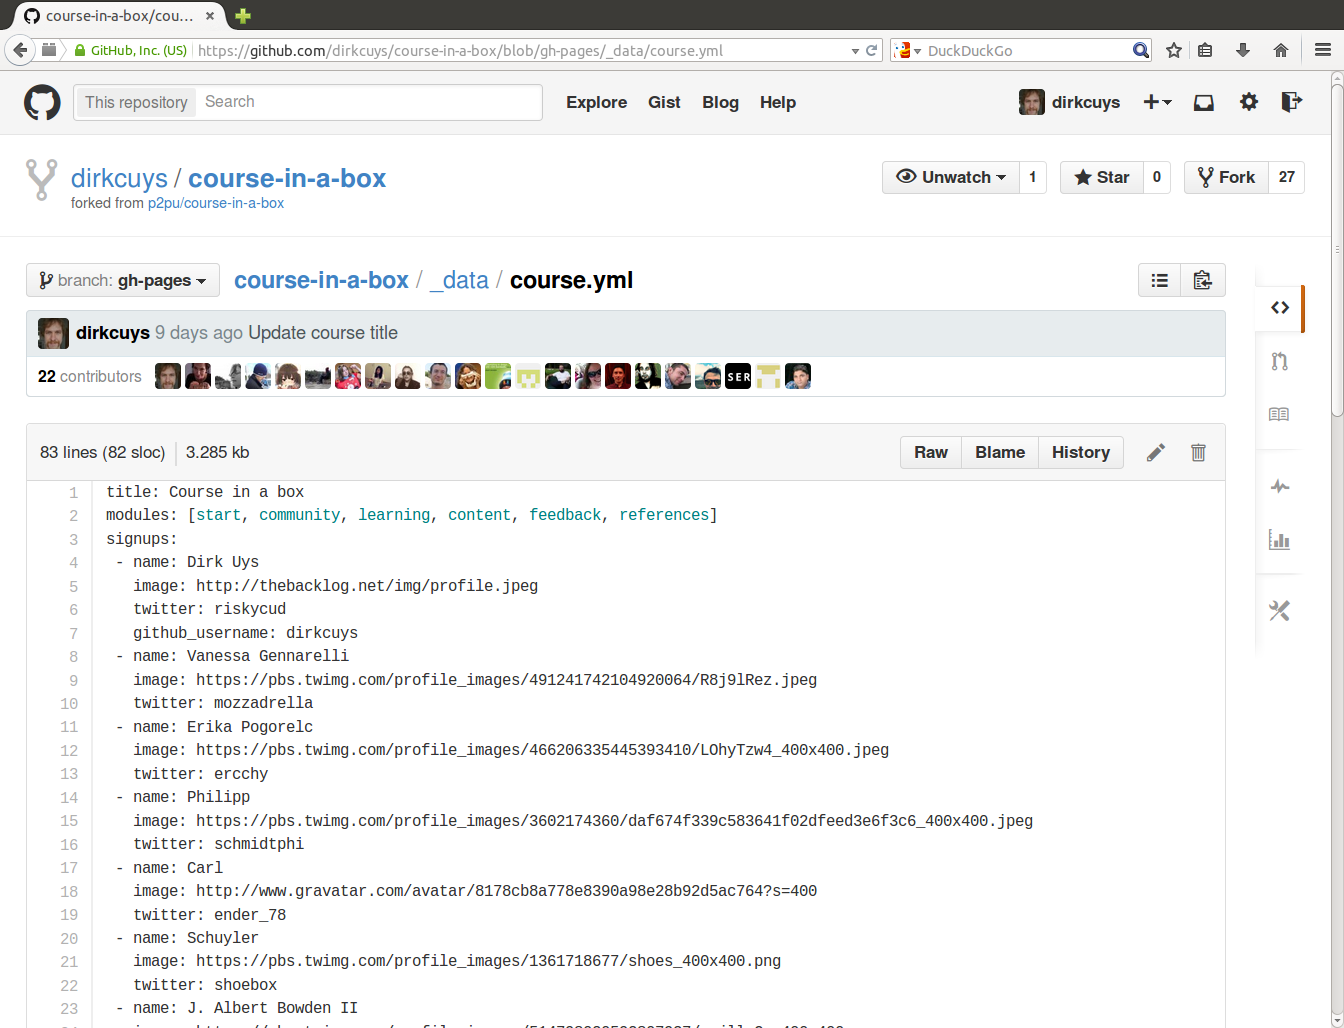 course-in-a-box/cou...
GitHub, Inc. (US) https://github.com/dirkcuys/course-in-a-box/blob/gh-pages/_data/course.yml DuckDuckGo
This repository Search Explore Gist Blog Help dirkcuys
dirkcuys / course-in-a-box Unwatch 1 Star 0 Fork 27
forked from p2pu/course-in-a-box
branch: gh-pages course-in-a-box / _data / course.yml
dirkcuys 9 days ago Update course title
22 contributors SER
83 lines (82 sloc) 3.285 kb Raw Blame History
1 title: Course in a box
2 modules: [start, community, learning, content, feedback, references]
3 signups:
4 - name: Dirk Uys
5 image: http://thebacklog.net/img/profile.jpeg
6 twitter: riskycud
7 github_username: dirkcuys
8 - name: Vanessa Gennarelli
9 image: https://pbs.twimg.com/profile_images/491241742104920064/R8j9lRez.jpeg
10 twitter: mozzadrella
11 - name: Erika Pogorelc
12 image: https://pbs.twimg.com/profile_images/466206335445393410/LOhyTzw4_400x400.jpeg
13 twitter: ercchy
14 - name: Philipp
15 image: https://pbs.twimg.com/profile_images/3602174360/daf674f339c583641f02dfeed3e6f3c6_400x400.jpeg
16 twitter: schmidtphi
17 - name: Carl
18 image: http://www.gravatar.com/avatar/8178cb8a778e8390a98e28b92d5ac764?s=400
19 twitter: ender_78
20 - name: Schuyler
21 image: https://pbs.twimg.com/profile_images/1361718677/shoes_400x400.png
22 twitter: shoebox
23 - name: J. Albert Bowden II